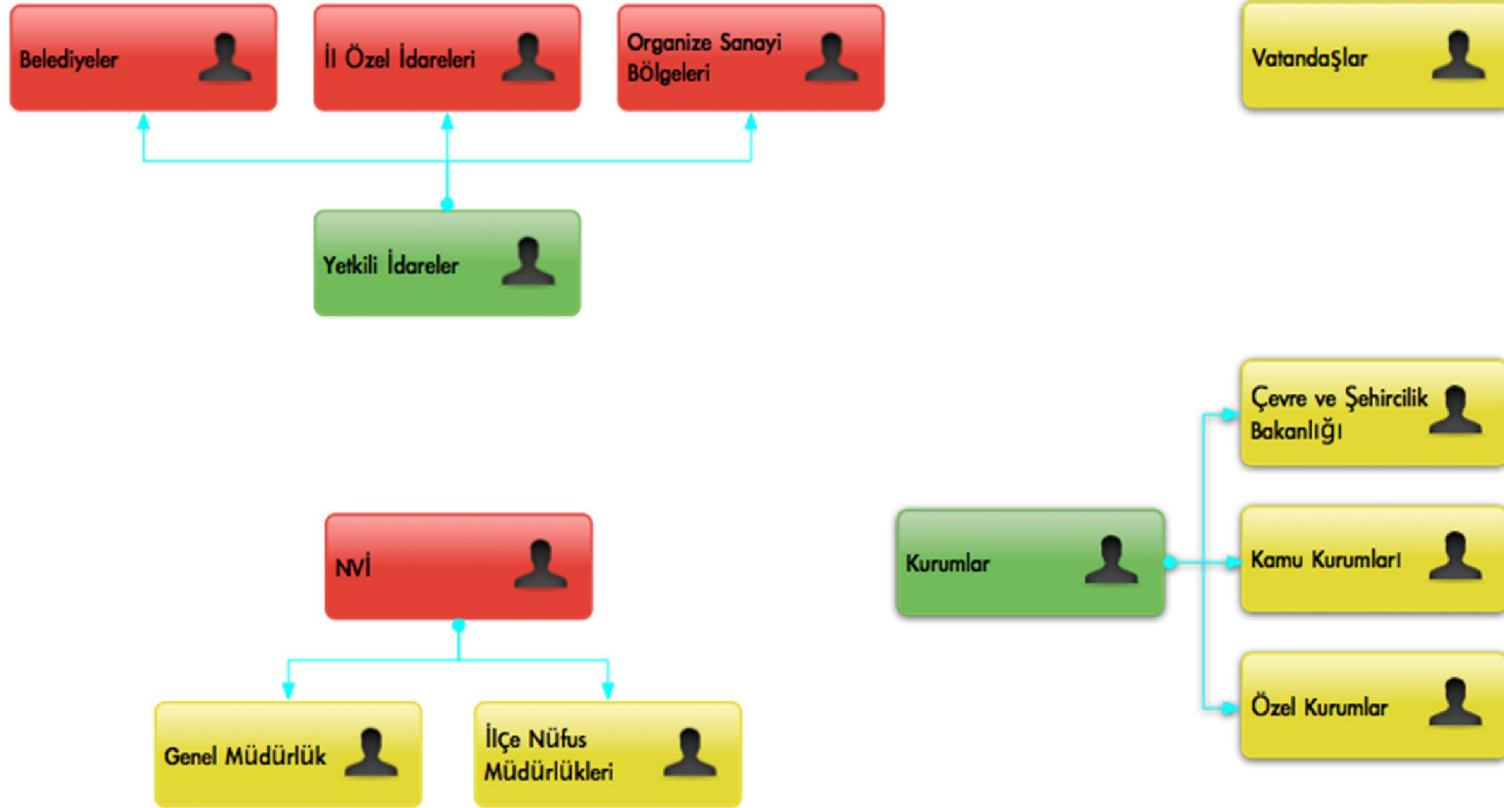 Belediyeler
İl Özel İdareleri
Organize Sanayi
Bölgeleri
Vatandaşlar
Yetkili İdareler
Çevre ve Şehircilik
Bakanlığı
NVİ
Kurumlar
Kamu Kurumları
Özel Kurumlar
Genel Müdürlük
İlçe Nüfus
Müdürlükleri